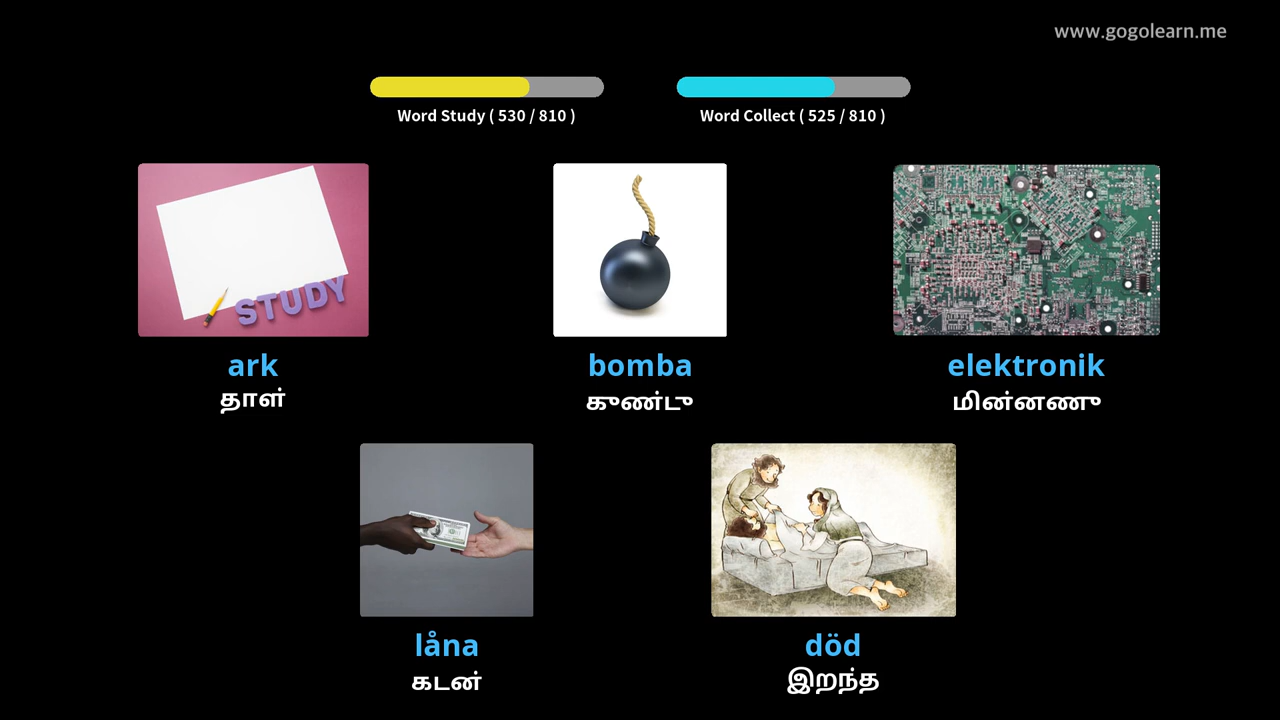 www.gogolearn.me
Word Study ( 530 / 810 )
Word Collect ( 525 / 810 )
STUDY
ark
தாள்
bomba
குண்டு
elektronik
மின்னணு
låna
கடன்
död
இறந்த